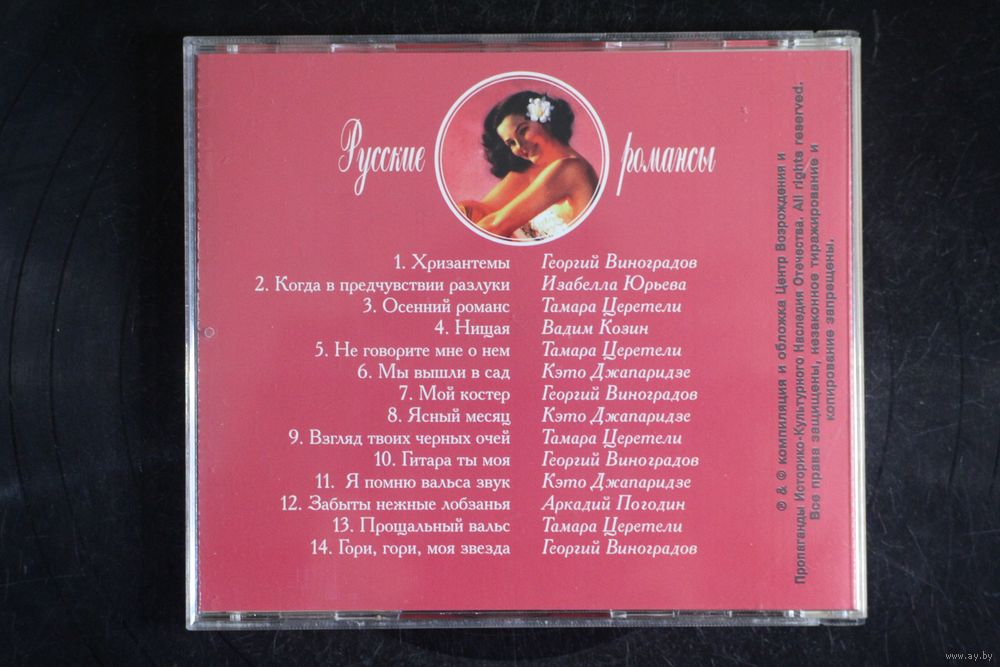 Русские романсы
1. Хризантемы Георгий Виноградов
2. Когда в предчувствии разлуки Изабелла Юрьева
3. Осенний романс Тамара Церетели
4. Нищая Вадим Козин
5. Не говорите мне о нем Тамара Церетели
6. Мы вышли в сад Кэто Джапаридзе
7. Мой костер Георгий Виноградов
8. Ясный месяц Кэто Джапаридзе
9. Взгляд твоих черных очей Тамара Церетели
10. Гитара ты моя Георгий Виноградов
11. Я помню вальса звук Кэто Джапаридзе
12. Забыты нежные лобзанья Аркадий Погодин
13. Прощальный вальс Тамара Церетели
14. Гори, гори, моя звезда Георгий Виноградов
℗ & © компиляция и обложка Центр Возрождения и
Пропаганды Историко-Культурного Наследия Отечества. All rights reserved.
Все права защищены, незаконное тиражирование и
копирование запрещены.
www.ay.by